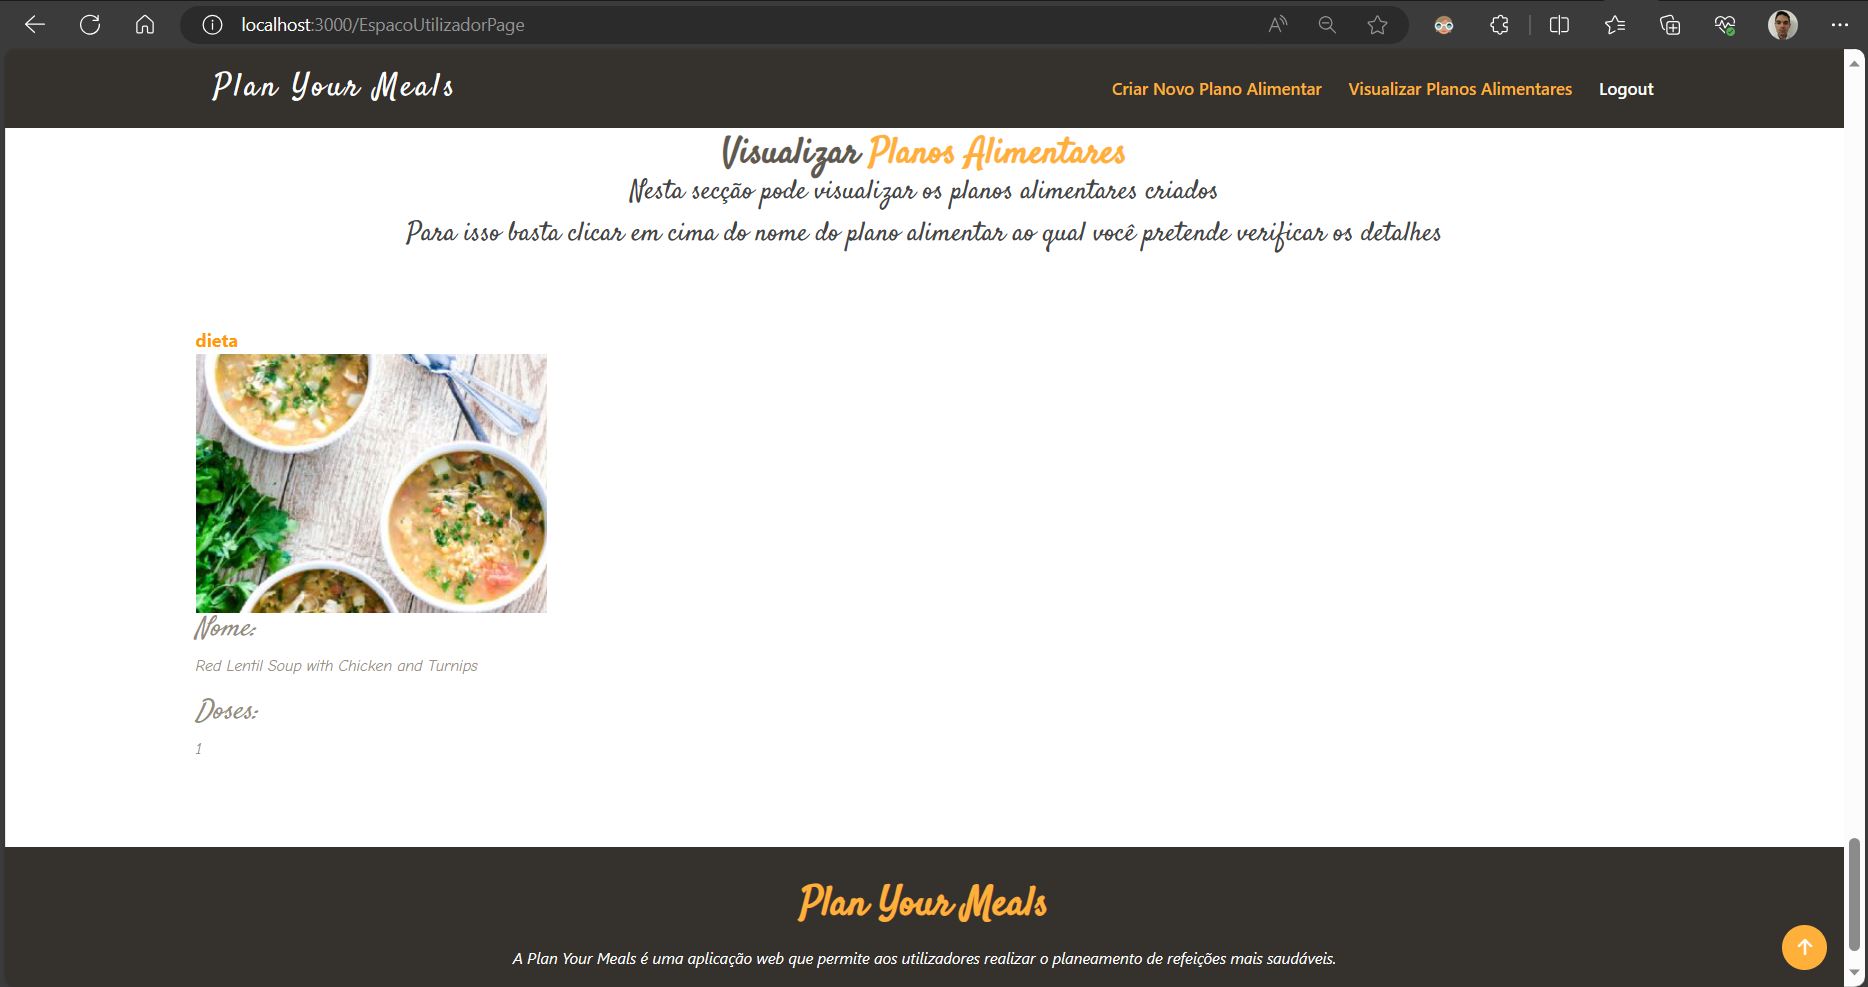 localhost:3000/EspacoUtilizadorPage
Plan Your Meals
Criar Novo Plano Alimentar Visualizar Planos Alimentares Logout
Visualizar Planos Alimentares
Nesta secção pode visualizar os planos alimentares criados
Para isso basta clicar em cima do nome do plano alimentar ao qual você pretende verificar os detalhes
dieta
Nome:
Red Lentil Soup with Chicken and Turnips
Doses:
1
Plan Your Meals
A Plan Your Meals é uma aplicação web que permite aos utilizadores realizar o planeamento de refeições mais saudáveis.